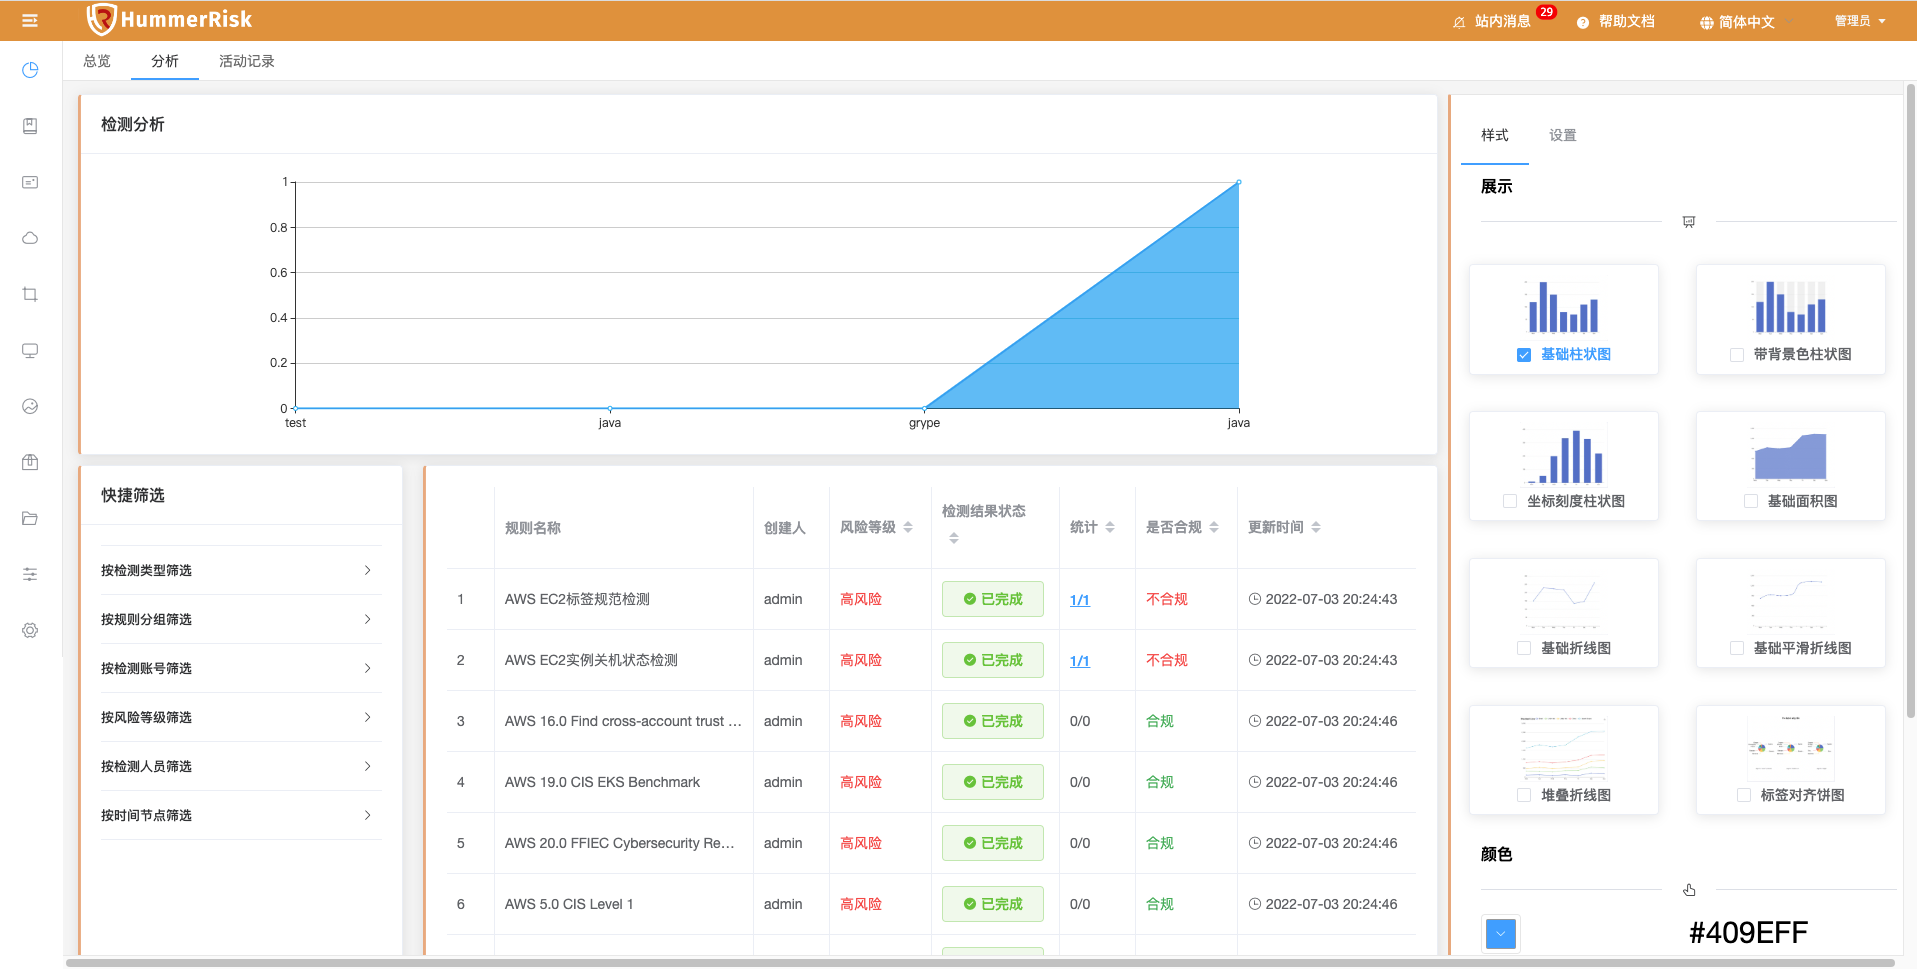 HummerRisk
站内消息 29
帮助文档
简体中文
管理员
总览
分析
活动记录
检测分析
1
0.8
0.6
0.4
0.2
0
test
java
grype
java
快捷筛选
按检测类型筛选
按规则分组筛选
按检测账号筛选
按风险等级筛选
按检测人员筛选
按时间节点筛选
规则名称 创建人 风险等级 检测结果状态 统计 是否合规 更新时间
1 AWS EC2标签规范检测 admin 高风险 已完成 1/1 不合规 2022-07-03 20:24:43
2 AWS EC2实例关机状态检测 admin 高风险 已完成 1/1 不合规 2022-07-03 20:24:43
3 AWS 16.0 Find cross-account trust ... admin 高风险 已完成 0/0 合规 2022-07-03 20:24:46
4 AWS 19.0 CIS EKS Benchmark admin 高风险 已完成 0/0 合规 2022-07-03 20:24:46
5 AWS 20.0 FFIEC Cybersecurity Re... admin 高风险 已完成 0/0 合规 2022-07-03 20:24:46
6 AWS 5.0 CIS Level 1 admin 高风险 已完成 0/0 合规 2022-07-03 20:24:46
样式
设置
展示
基础柱状图
带背景色柱状图
坐标刻度柱状图
基础面积图
基础折线图
基础平滑折线图
堆叠折线图
标签对齐饼图
颜色
#409EFF